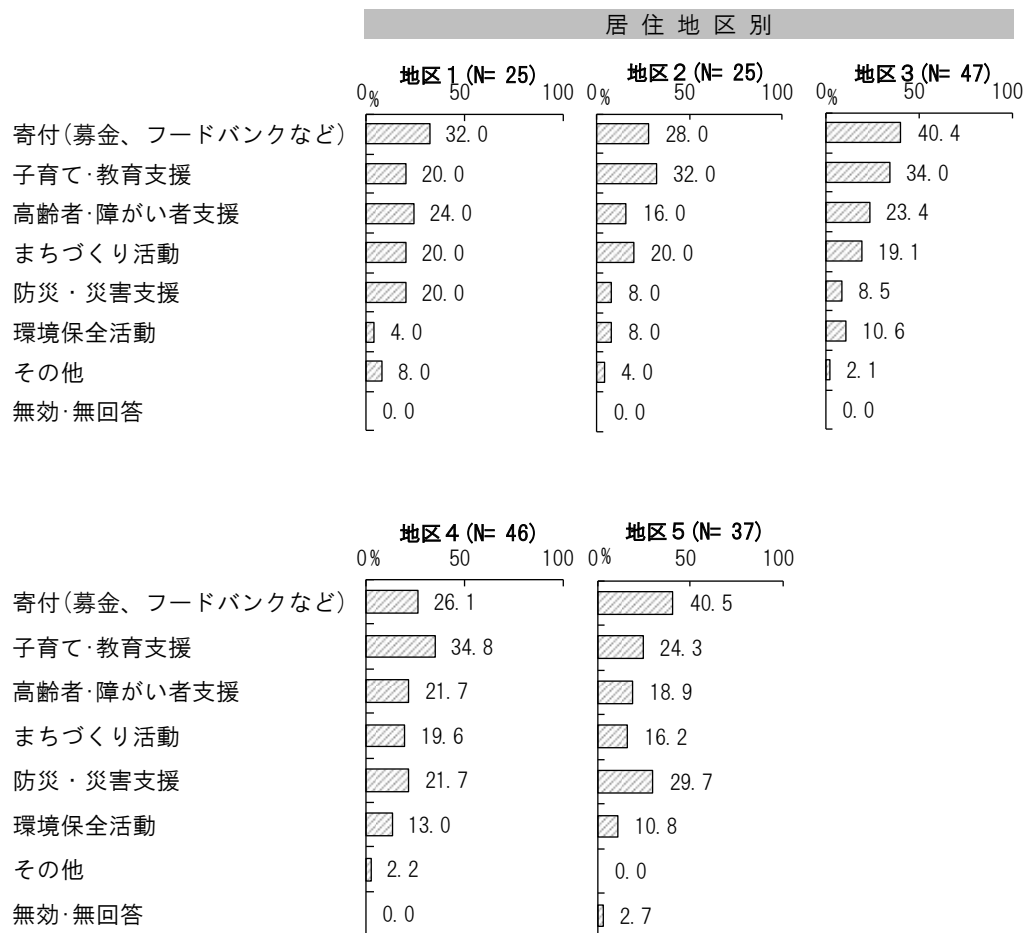 居住地区別
地区１(N= 25) 地区２(N= 25) 地区３(N= 47)
0% 50 100 0% 50 100 0% 50 100
寄付(募金、フードバンクなど) 32.0 28.0 40.4
子育て･教育支援 20.0 32.0 34.0
高齢者･障がい者支援 24.0 16.0 23.4
まちづくり活動 20.0 20.0 19.1
防災・災害支援 20.0 8.0 8.5
環境保全活動 4.0 8.0 10.6
その他 8.0 4.0 2.1
無効･無回答 0.0 0.0 0.0
地区４(N= 46) 地区５(N= 37)
0% 50 100 0% 50 100
寄付(募金、フードバンクなど) 26.1 40.5
子育て･教育支援 34.8 24.3
高齢者･障がい者支援 21.7 18.9
まちづくり活動 19.6 16.2
防災・災害支援 21.7 29.7
環境保全活動 13.0 10.8
その他 2.2 0.0
無効･無回答 0.0 2.7